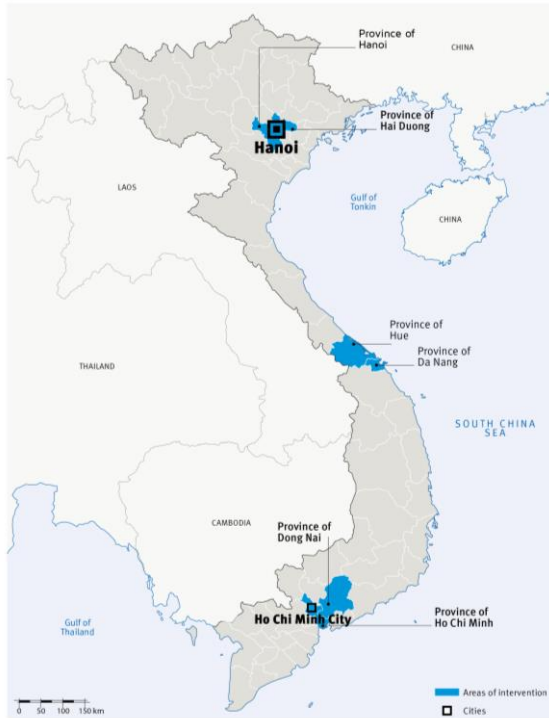 Province of
Hanoi
CHINA
Province of
Hai Duong
Hanoi
LAOS
Gulf of
Tonkin
CHINA
Province of
Hue
Province of
Da Nang
THAILAND
SOUTH CHINA
SEA
CAMBODIA
Province of
Dong Nai
Ho Chi Minh City
Province of
Ho Chi Minh
Gulf of
Thailand
Areas of intervention
0 50 100 150 km
Cities